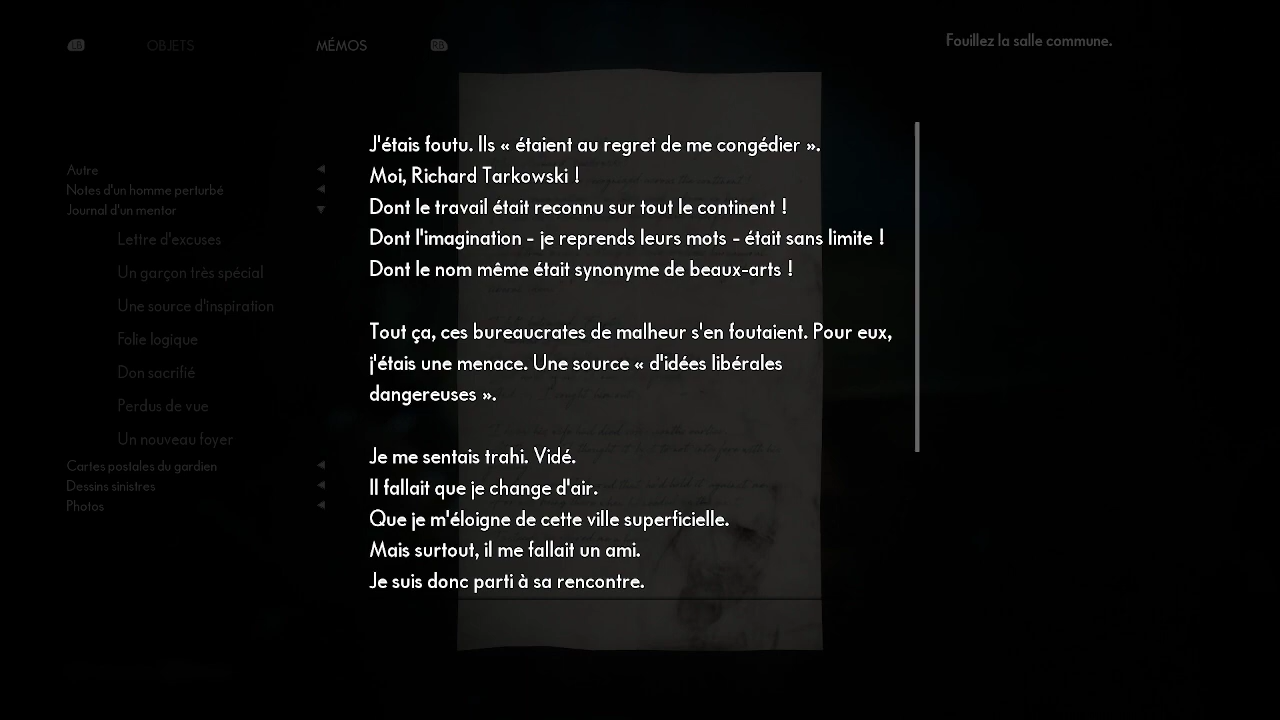 LB
OBJETS
MÉMOS
RB
Fouillez la salle commune.
Autre
Notes d'un homme perturbé
Journal d'un mentor
Lettre d'excuses
Un garçon très spécial
Une source d'inspiration
Folie logique
Don sacrifié
Perdus de vue
Un nouveau foyer
Cartes postales du gardien
Dessins sinistres
Photos
J'étais foutu. Ils « étaient au regret de me congédier ».
Moi, Richard Tarkowski !
Dont le travail était reconnu sur tout le continent !
Dont l'imagination - je reprends leurs mots - était sans limite !
Dont le nom même était synonyme de beaux-arts !
Tout ça, ces bureaucrates de malheur s'en foutaient. Pour eux,
j'étais une menace. Une source « d'idées libérales
dangereuses ».
Je me sentais trahi. Vidé.
Il fallait que je change d'air.
Que je m'éloigne de cette ville superficielle.
Mais surtout, il me fallait un ami.
Je suis donc parti à sa rencontre.